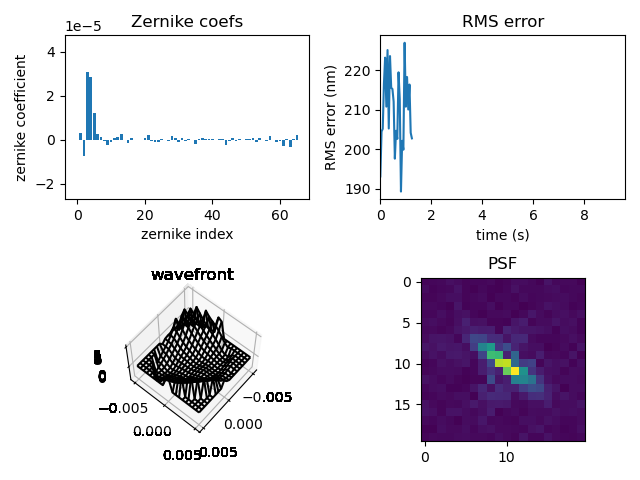 Zernike coefs
1e−5
zernike coefficient
4
2
0
−2
0 20 40 60
zernike index
RMS error
RMS error (nm)
220
210
200
190
0 2 4 6 8
time (s)
wavefront
0
−0.005
0.000
0.005
−0.005
0.000
0.005
PSF
0
5
10
15
0 10